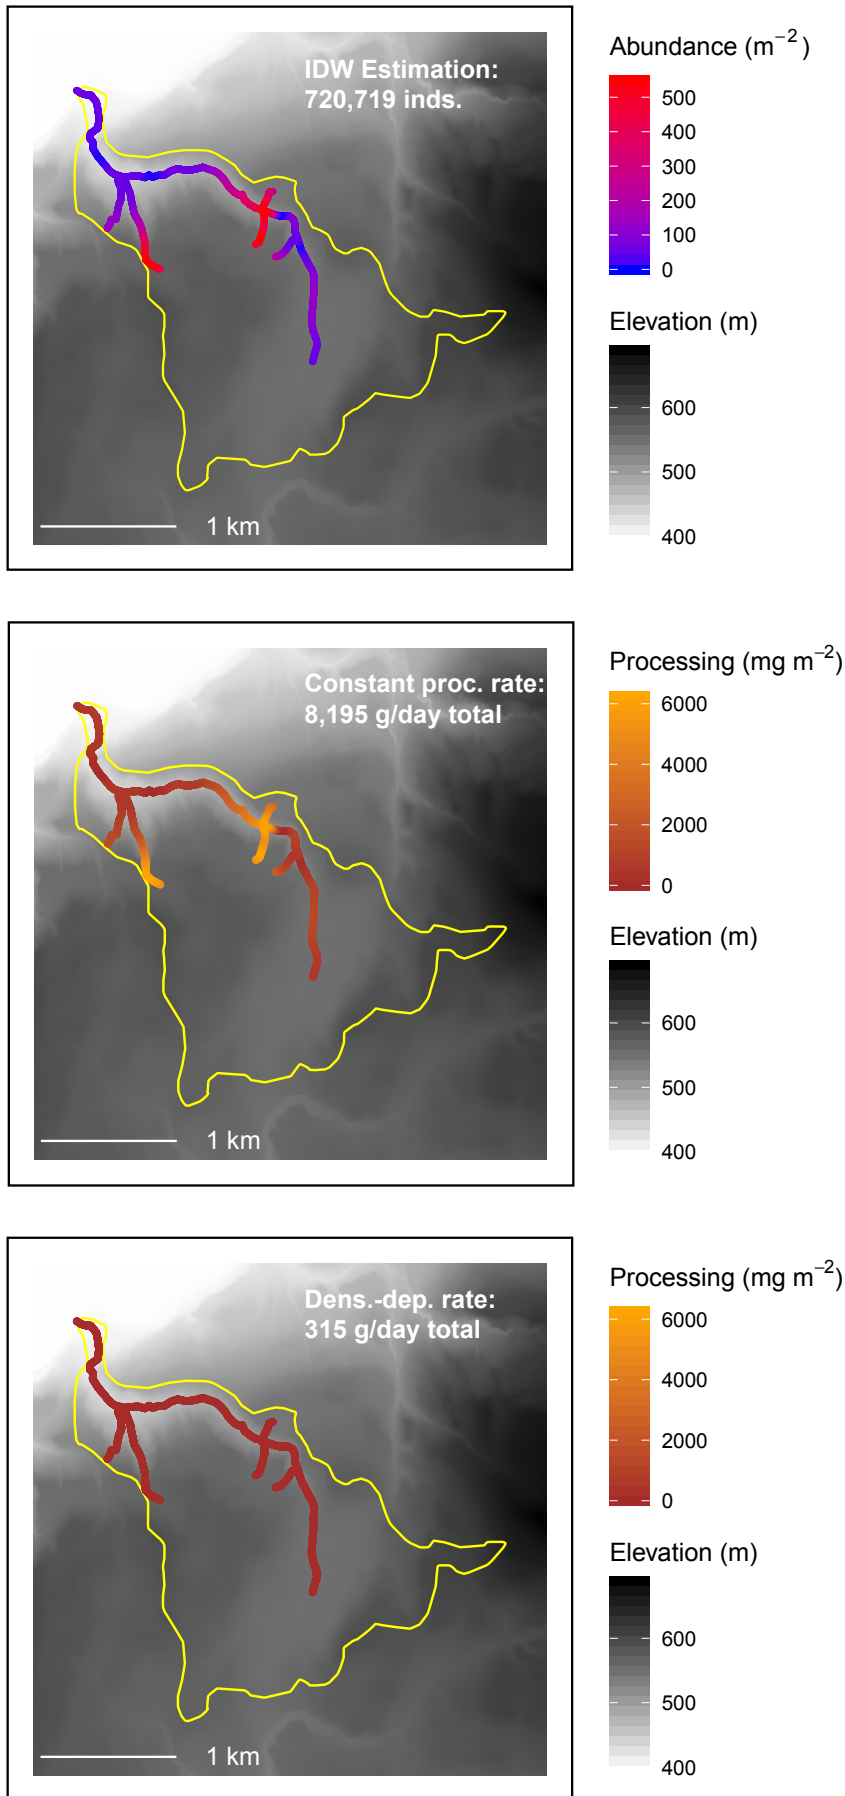 IDW Estimation:
720,719 inds.
1 km
Abundance (m⁻²)
500
400
300
200
100
0
Elevation (m)
600
500
400
Constant proc. rate:
8,195 g/day total
1 km
Processing (mg m⁻²)
6000
4000
2000
0
Elevation (m)
600
500
400
Dens.-dep. rate:
315 g/day total
1 km
Processing (mg m⁻²)
6000
4000
2000
0
Elevation (m)
600
500
400